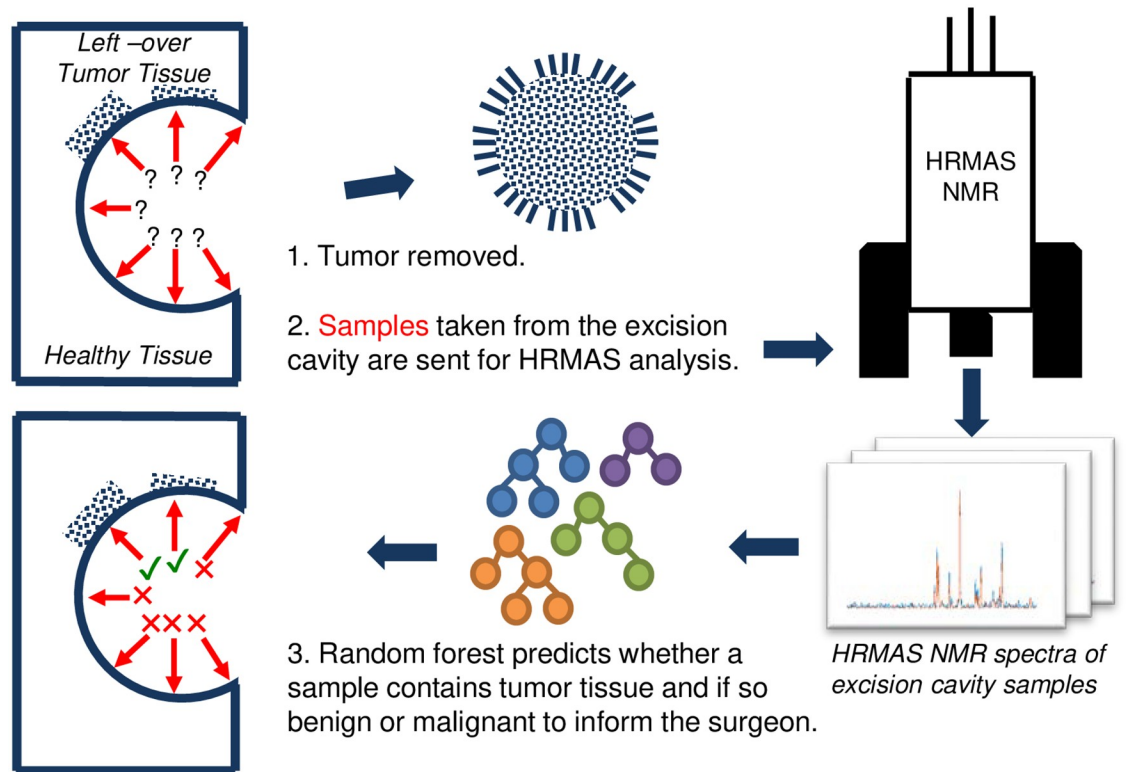 Left –over
Tumor Tissue
? ? ?
?
? ? ?
Healthy Tissue
1. Tumor removed.
2. Samples taken from the excision
cavity are sent for HRMAS analysis.
HRMAS
NMR
HRMAS NMR spectra of
excision cavity samples
3. Random forest predicts whether a
sample contains tumor tissue and if so
benign or malignant to inform the surgeon.